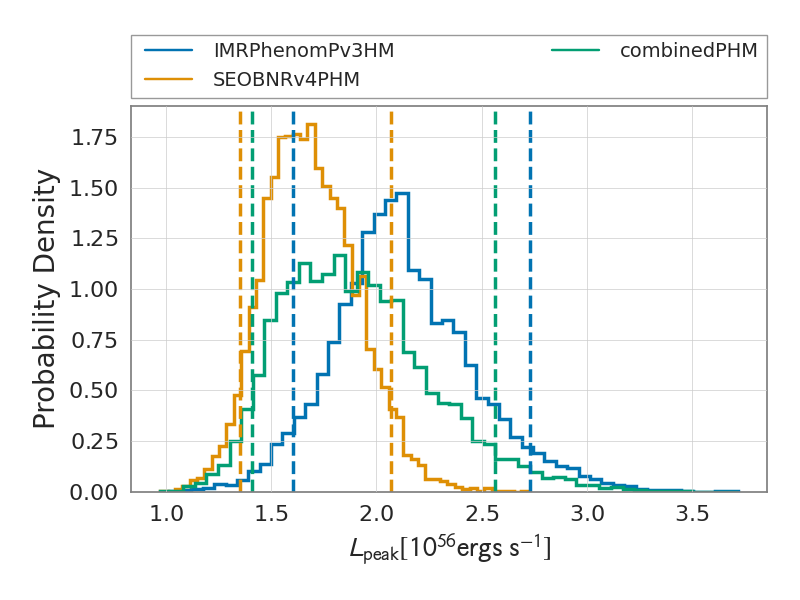 IMRPhenomPv3HM combinedPHM
SEOBNRv4PHM
Probability Density
1.75
1.50
1.25
1.00
0.75
0.50
0.25
0.00
1.0 1.5 2.0 2.5 3.0 3.5
L_peak[10^56 ergs s^−1]